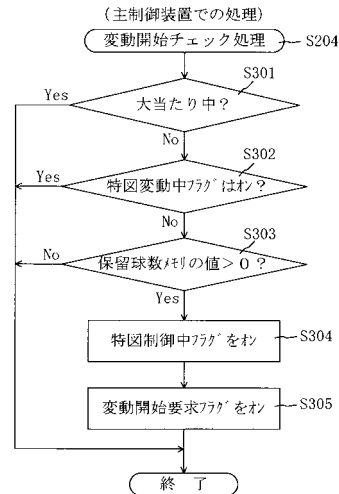 (主制御装置での処理)
変動開始チェック処理
S204
S301
Yes
大当たり中?
No
S302
Yes
特図変動中ﾌﾗｸﾞはｵﾝ?
No
S303
No
保留球数ﾒﾓﾘの値>0?
Yes
特図制御中ﾌﾗｸﾞをｵﾝ
S304
変動開始要求ﾌﾗｸﾞをｵﾝ
S305
終了